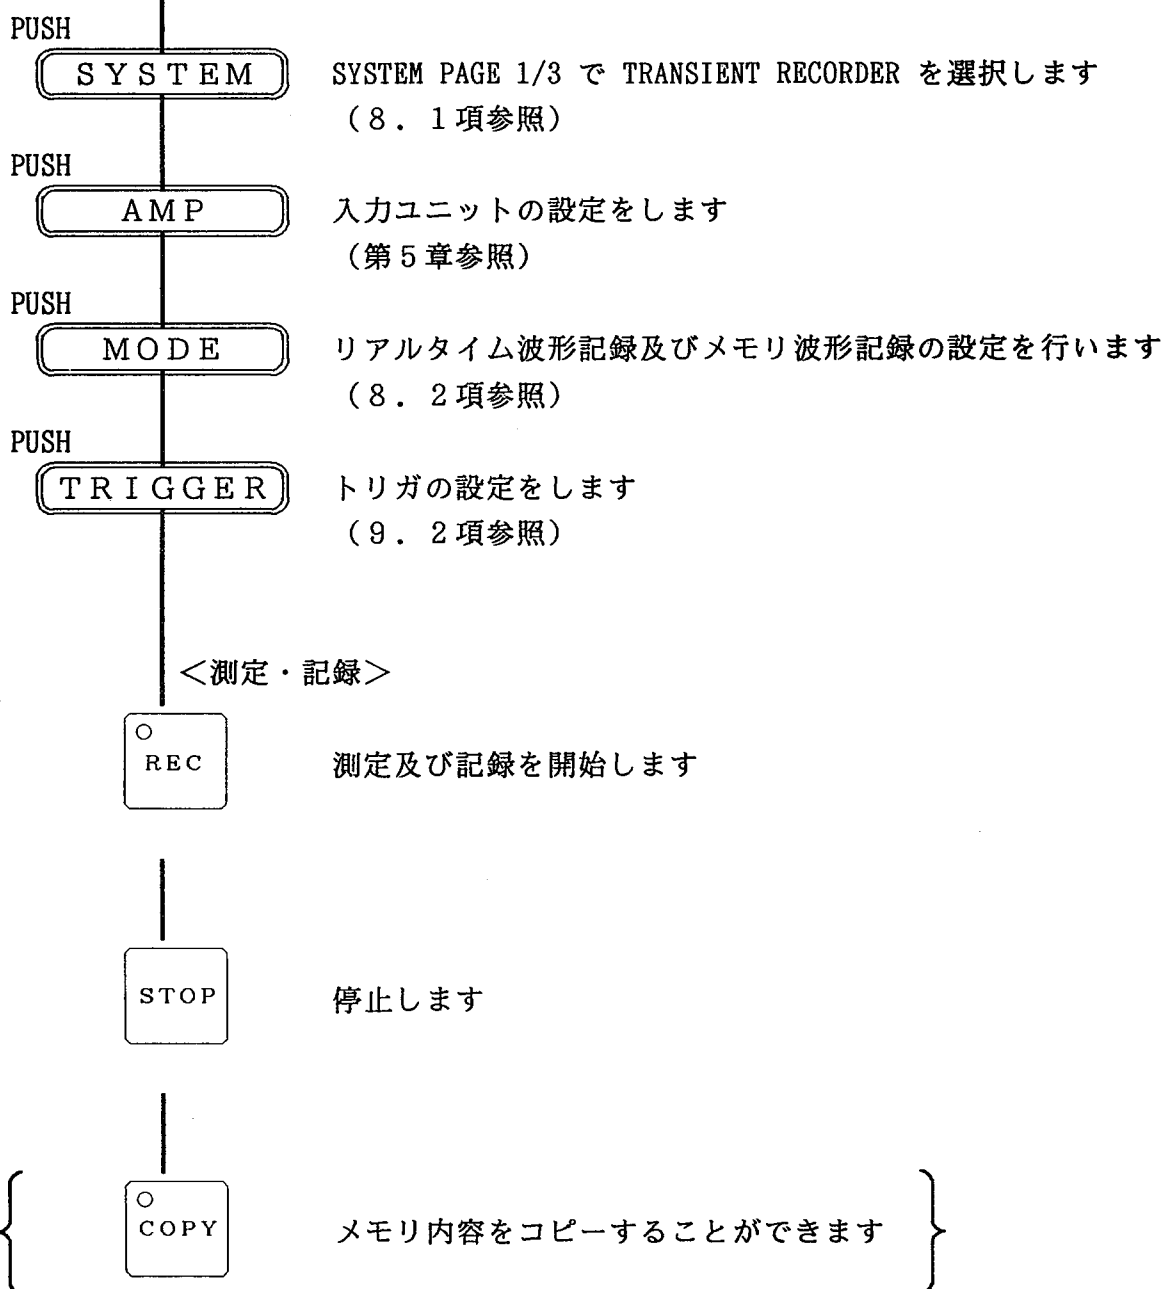 PUSH
SYSTEM SYSTEM PAGE 1/3 で TRANSIENT RECORDER を選択します
（8．1項参照）
PUSH
AMP 入力ユニットの設定をします
（第5章参照）
PUSH
MODE リアルタイム波形記録及びメモリ波形記録の設定を行います
（8．2項参照）
PUSH
TRIGGER トリガの設定をします
（9．2項参照）
＜測定・記録＞
REC 測定及び記録を開始します
STOP 停止します
COPY メモリ内容をコピーすることができます